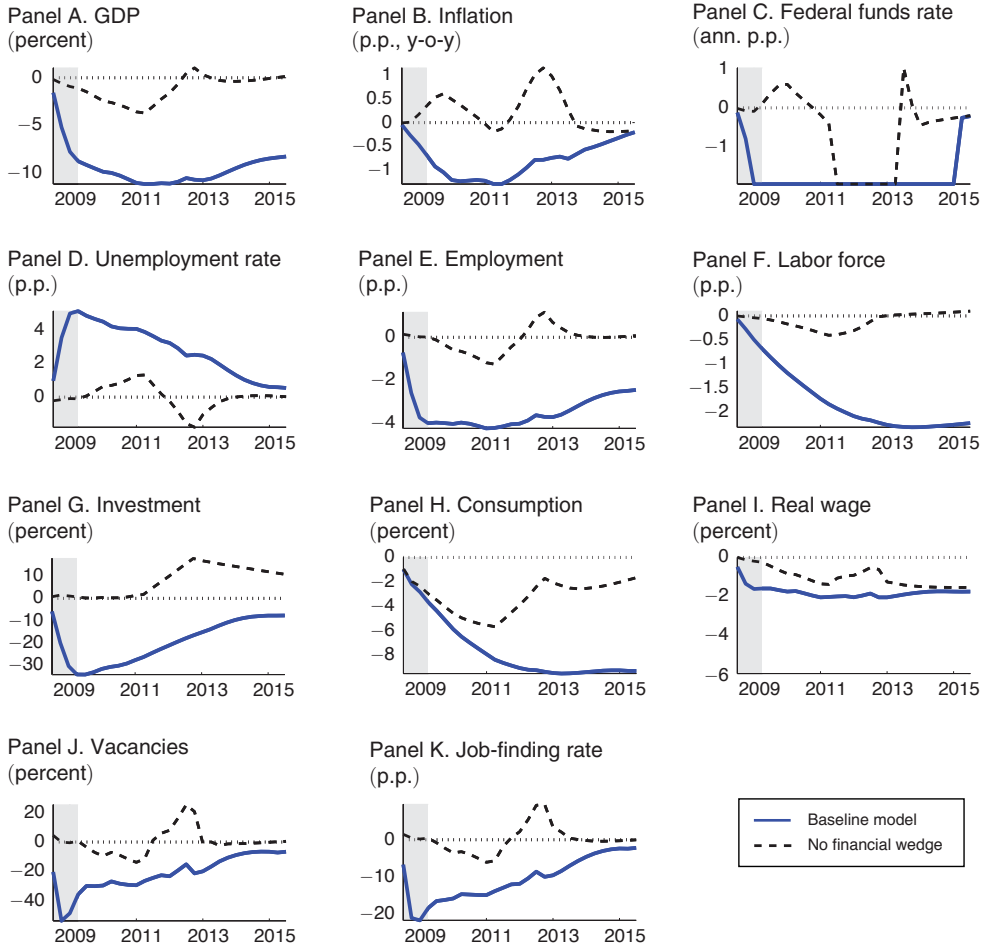 Panel A. GDP
(percent)
0
−5
−10
2009 2011 2013 2015
Panel B. Inflation
(p.p., y-o-y)
1
0.5
0
−0.5
−1
2009 2011 2013 2015
Panel C. Federal funds rate
(ann. p.p.)
1
0
−1
2009 2011 2013 2015
Panel D. Unemployment rate
(p.p.)
4
2
0
2009 2011 2013 2015
Panel E. Employment
(p.p.)
0
−2
−4
2009 2011 2013 2015
Panel F. Labor force
(p.p.)
0
−0.5
−1
−1.5
−2
2009 2011 2013 2015
Panel G. Investment
(percent)
10
0
−10
−20
−30
2009 2011 2013 2015
Panel H. Consumption
(percent)
0
−2
−4
−6
−8
2009 2011 2013 2015
Panel I. Real wage
(percent)
0
−2
−4
−6
2009 2011 2013 2015
Panel J. Vacancies
(percent)
20
0
−20
−40
2009 2011 2013 2015
Panel K. Job-finding rate
(p.p.)
0
−10
−20
2009 2011 2013 2015
Baseline model
No financial wedge